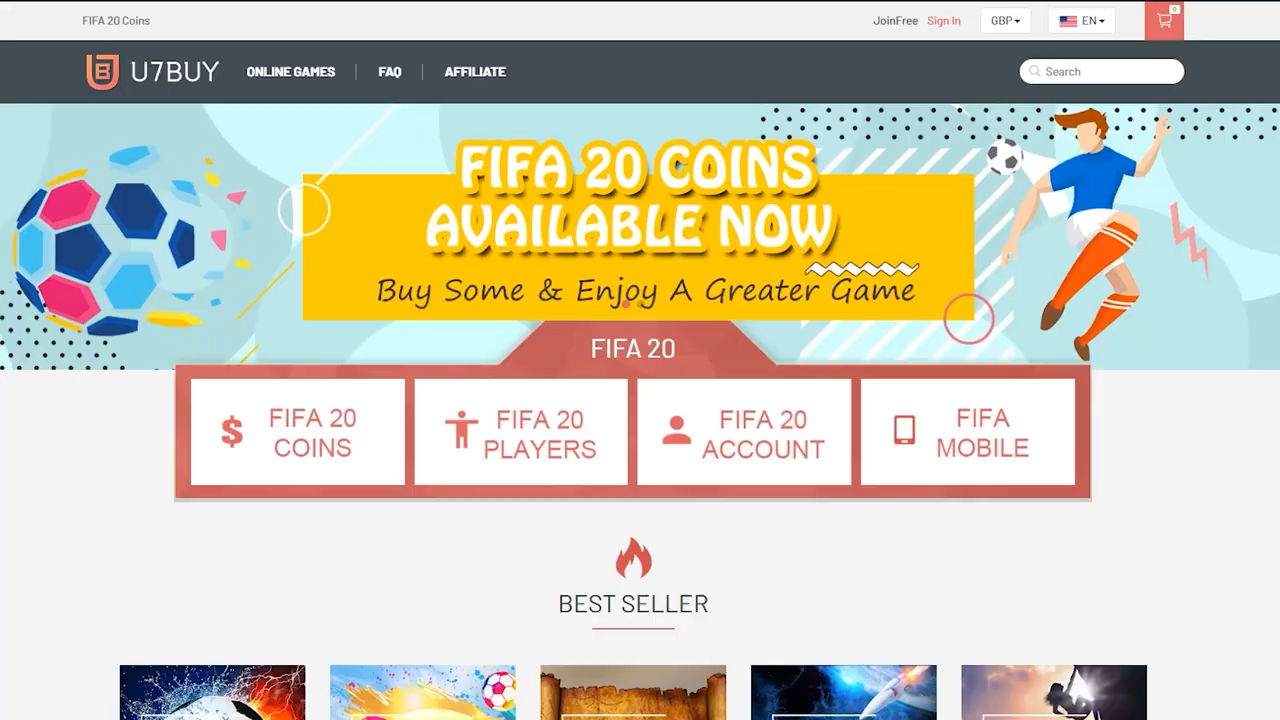 FIFA 20 Coins
JoinFree Sign In GBP EN 0
U7BUY ONLINE GAMES FAQ AFFILIATE Search
FIFA 20 COINS
AVAILABLE NOW
Buy Some & Enjoy A Greater Game
FIFA 20
FIFA 20
COINS
FIFA 20
PLAYERS
FIFA 20
ACCOUNT
FIFA
MOBILE
BEST SELLER